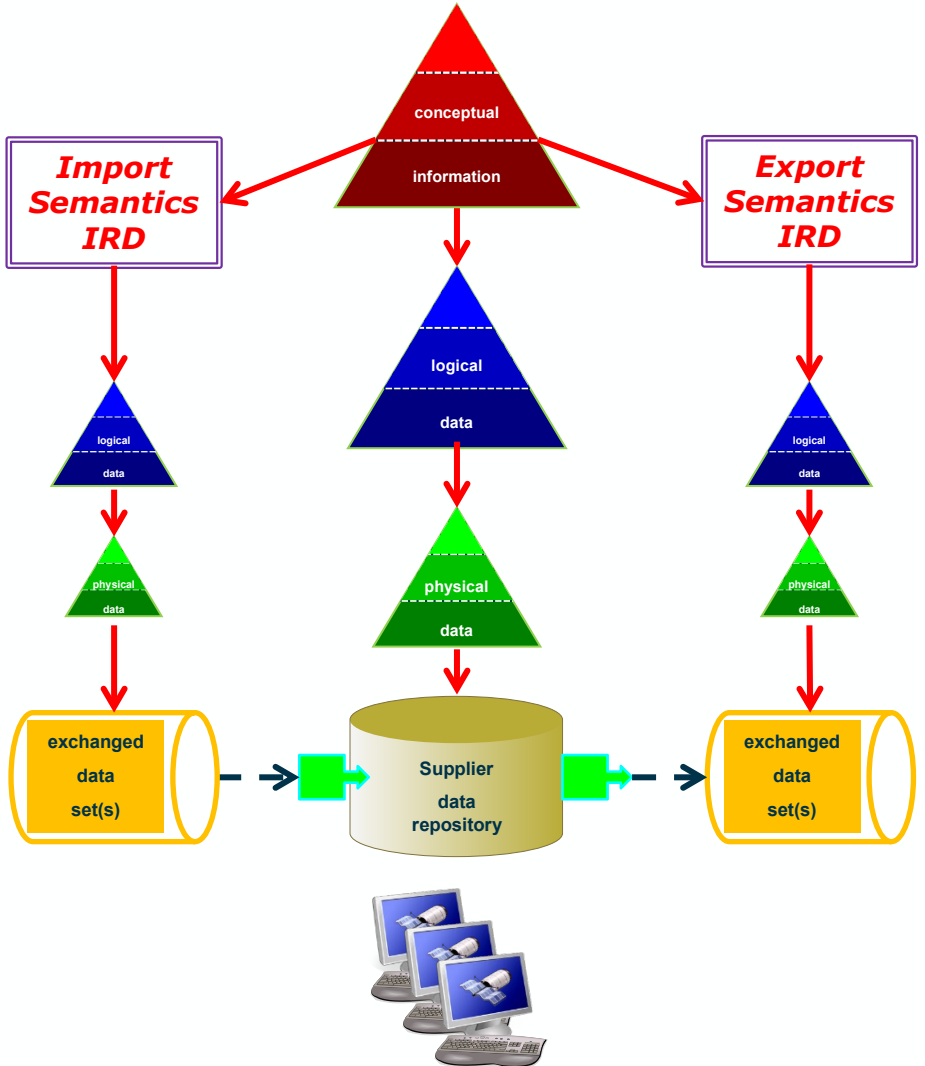 conceptual
information
Import
Semantics
IRD
Export
Semantics
IRD
logical
data
logical
data
logical
data
physical
data
physical
data
physical
data
exchanged
data
set(s)
Supplier
data
repository
exchanged
data
set(s)